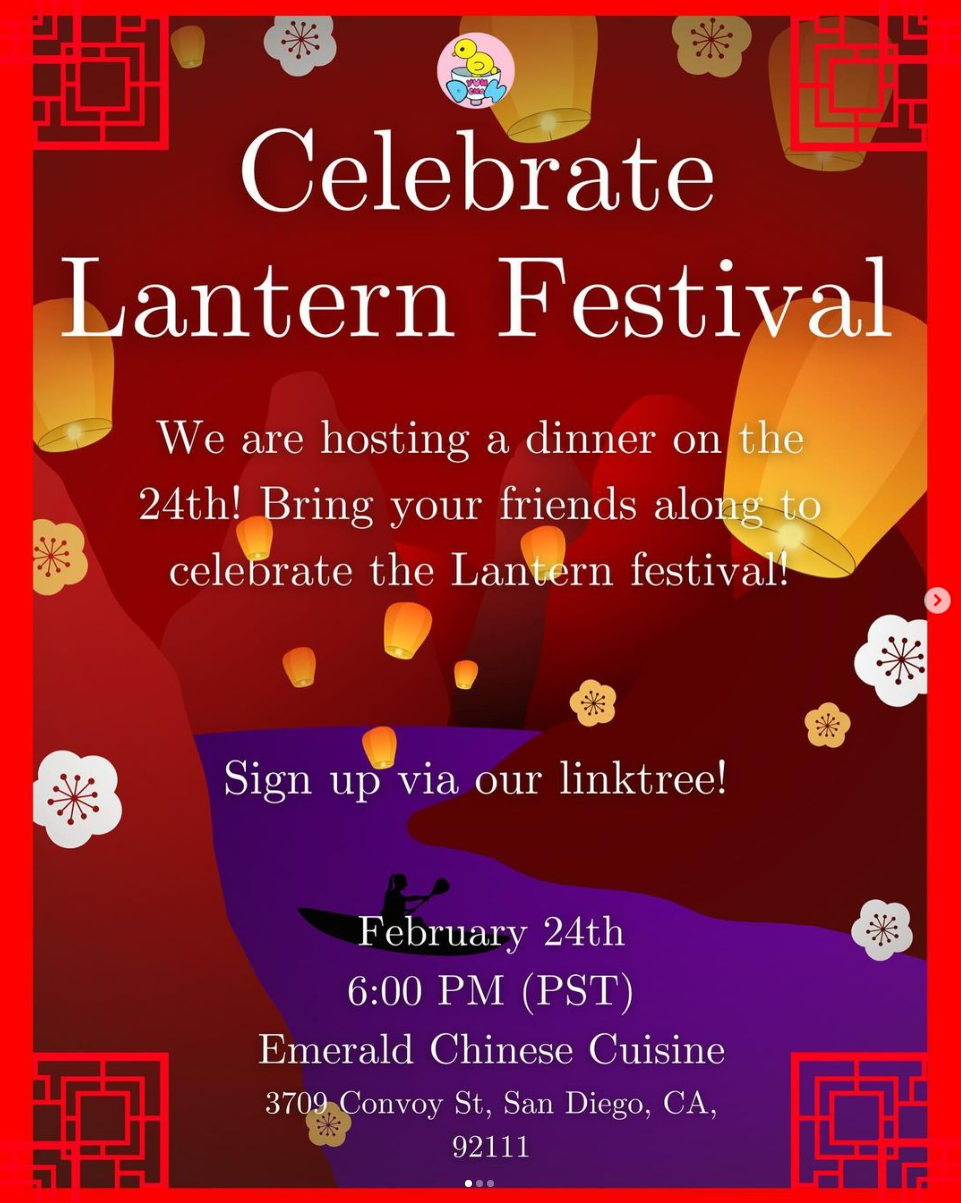 YUM
CHA
Celebrate
Lantern Festival
We are hosting a dinner on the
24th! Bring your friends along to
celebrate the Lantern festival!
Sign up via our linktree!
February 24th
6:00 PM (PST)
Emerald Chinese Cuisine
3709 Convoy St, San Diego, CA,
92111